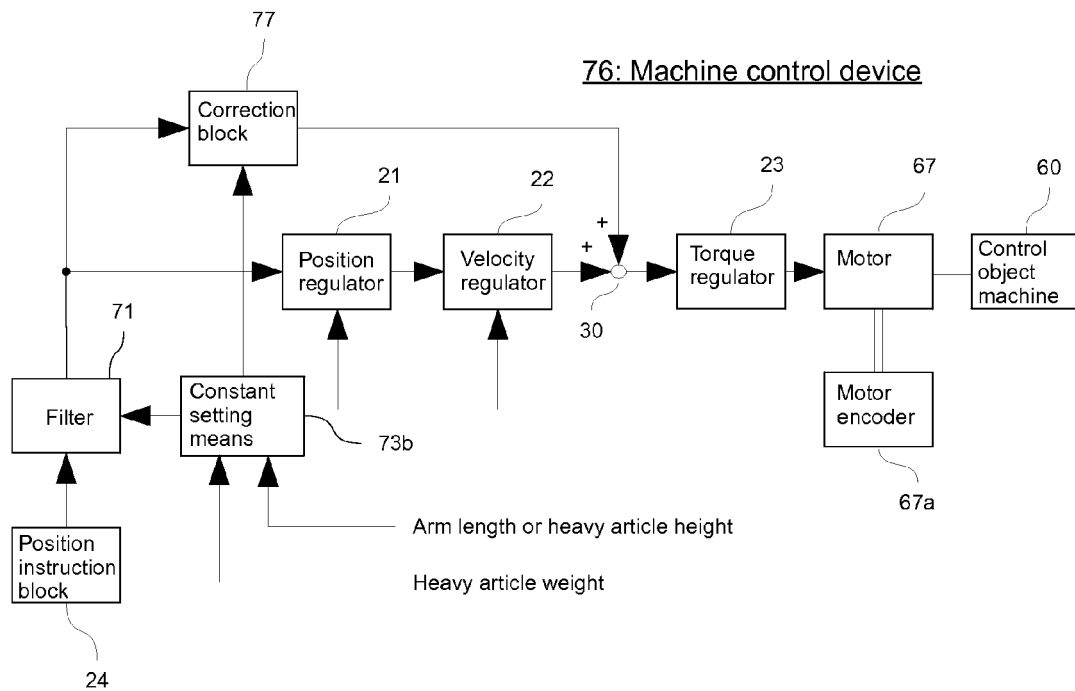 77
76: Machine control device
Correction
block
21
22
23
67
60
+
+
Position
regulator
Velocity
regulator
Torque
regulator
Motor
Control
object
machine
30
71
Filter
Constant
setting
means
73b
Motor
encoder
67a
Arm length or heavy article height
Position
instruction
block
Heavy article weight
24